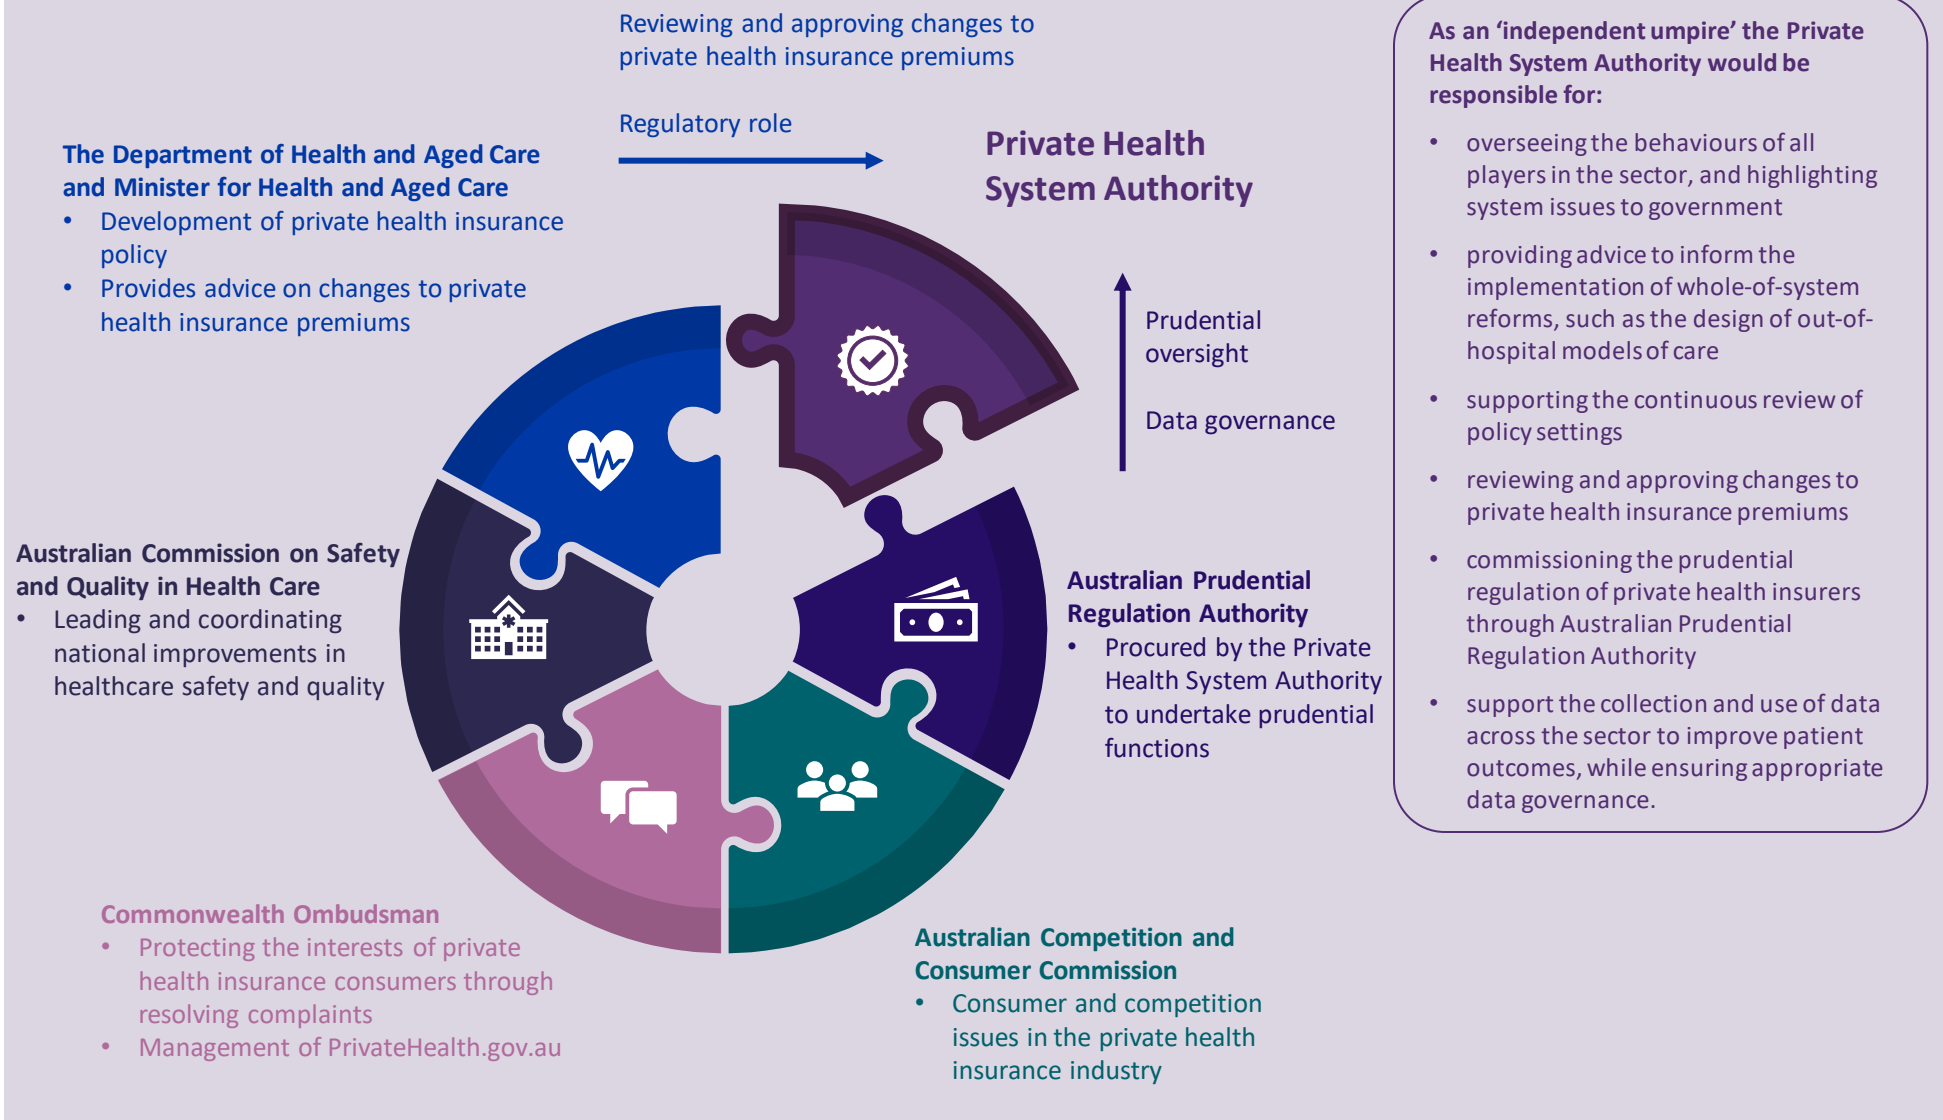 Reviewing and approving changes to
private health insurance premiums
Regulatory role
The Department of Health and Aged Care
and Minister for Health and Aged Care
• Development of private health insurance
policy
• Provides advice on changes to private
health insurance premiums
Private Health
System Authority
Prudential
oversight
Data governance
Australian Commission on Safety
and Quality in Health Care
• Leading and coordinating
national improvements in
healthcare safety and quality
Australian Prudential
Regulation Authority
• Procured by the Private
Health System Authority
to undertake prudential
functions
Commonwealth Ombudsman
• Protecting the interests of private
health insurance consumers through
resolving complaints
• Management of PrivateHealth.gov.au
Australian Competition and
Consumer Commission
• Consumer and competition
issues in the private health
insurance industry
As an ‘independent umpire’ the Private
Health System Authority would be
responsible for:
• overseeing the behaviours of all
players in the sector, and highlighting
system issues to government
• providing advice to inform the
implementation of whole-of-system
reforms, such as the design of out-of-
hospital models of care
• supporting the continuous review of
policy settings
• reviewing and approving changes to
private health insurance premiums
• commissioning the prudential
regulation of private health insurers
through Australian Prudential
Regulation Authority
• support the collection and use of data
across the sector to improve patient
outcomes, while ensuring appropriate
data governance.